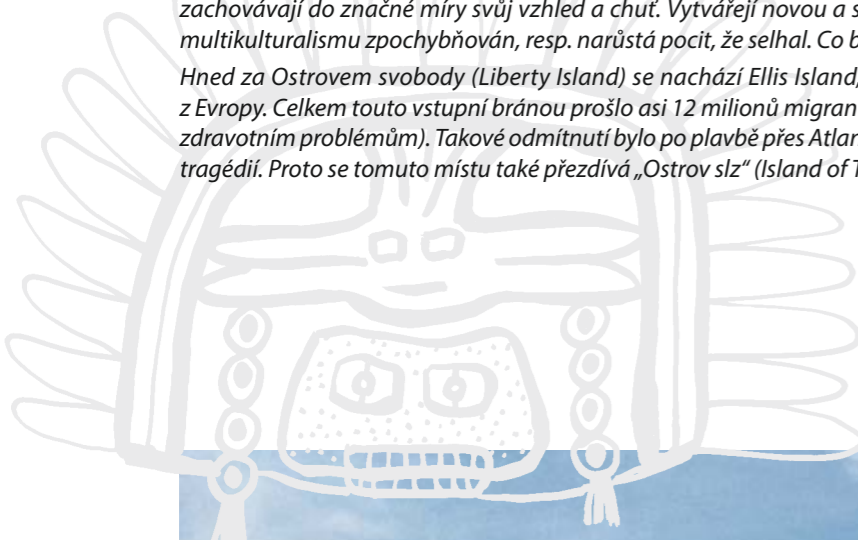 zachovávají do značné míry svůj vzhled a chuť. Vytvářejí novou a s
multikulturalismu zpochybňován, resp. narůstá pocit, že selhal. Co b
Hned za Ostrovem svobody (Liberty Island) se nachází Ellis Island,
z Evropy. Celkem touto vstupní bránou prošlo asi 12 milionů migran
zdravotním problémům). Takové odmítnutí bylo po plavbě přes Atlan
tragédií. Proto se tomuto místu také přezdívá „Ostrov slz“ (Island of T